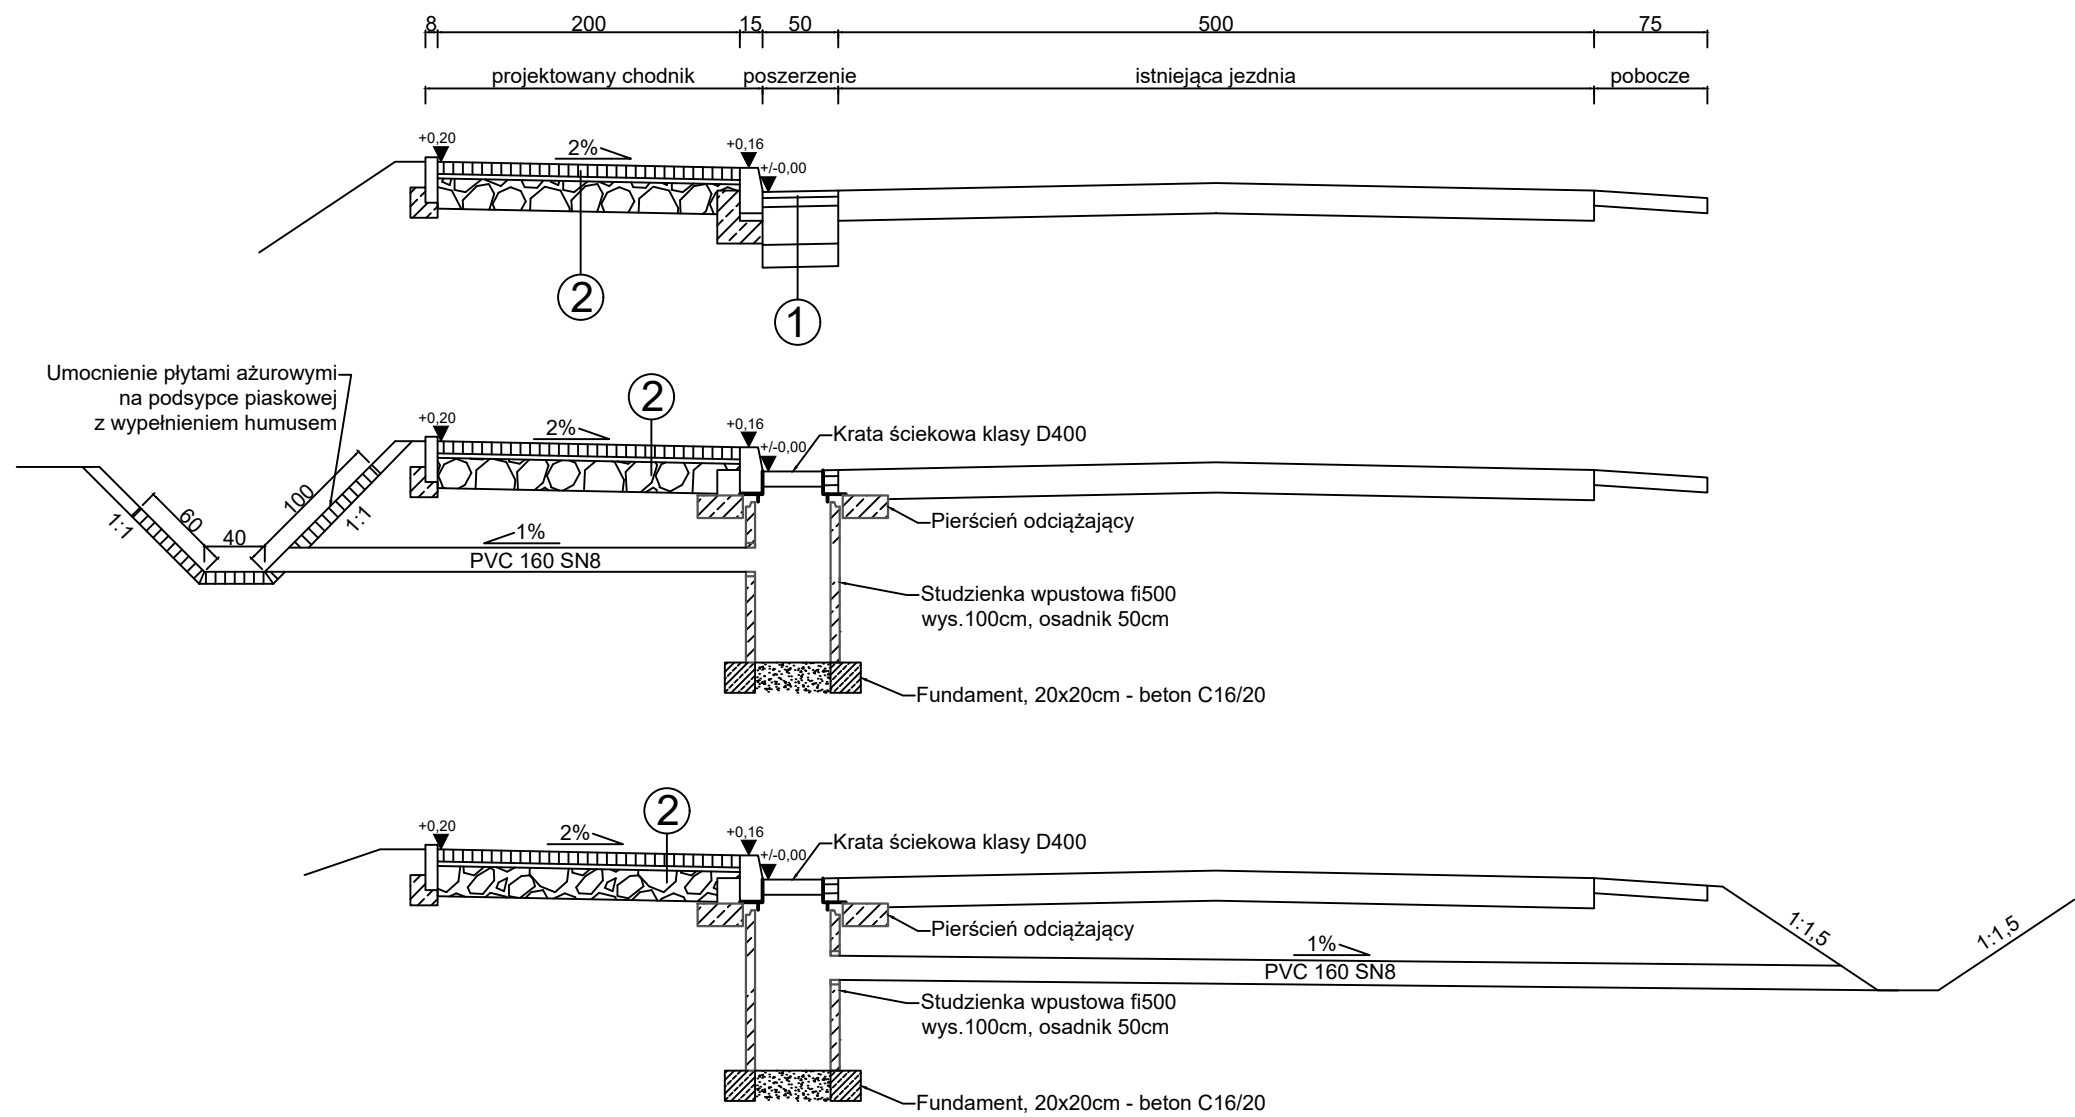 8 200 15 50 500 75
projektowany chodnik poszerzenie istniejąca jezdnia pobocze
+0,20 2% +0,16 +/-0,00
2
1
Umocnienie płytami ażurowymi
na podsypce piaskowej
z wypełnieniem humusem
2
+0,20 2% +0,16 +/-0,00
Krata ściekowa klasy D400
60 1:1 40 100 1:1
1%
PVC 160 SN8
Pierścień odciążający
Studzienka wpustowa fi500
wys.100cm, osadnik 50cm
Fundament, 20x20cm - beton C16/20
2
+0,20 2% +0,16 +/-0,00
Krata ściekowa klasy D400
Pierścień odciążający
1%
PVC 160 SN8
1:1,5 1:1,5
Studzienka wpustowa fi500
wys.100cm, osadnik 50cm
Fundament, 20x20cm - beton C16/20